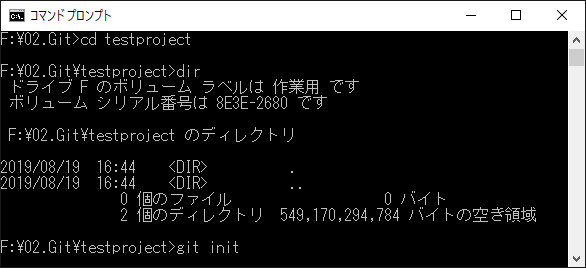 コマンドプロンプト
F:¥02.Git>cd testproject
F:¥02.Git¥testproject>dir
ドライブ F のボリューム ラベルは 作業用 です
ボリューム シリアル番号は 8E3E-2680 です
F:¥02.Git¥testproject のディレクトリ
2019/08/19  16:44    <DIR>          .
2019/08/19  16:44    <DIR>          ..
0 個のファイル                   0 バイト
2 個のディレクトリ  549,170,294,784 バイトの空き領域
F:¥02.Git¥testproject>git init